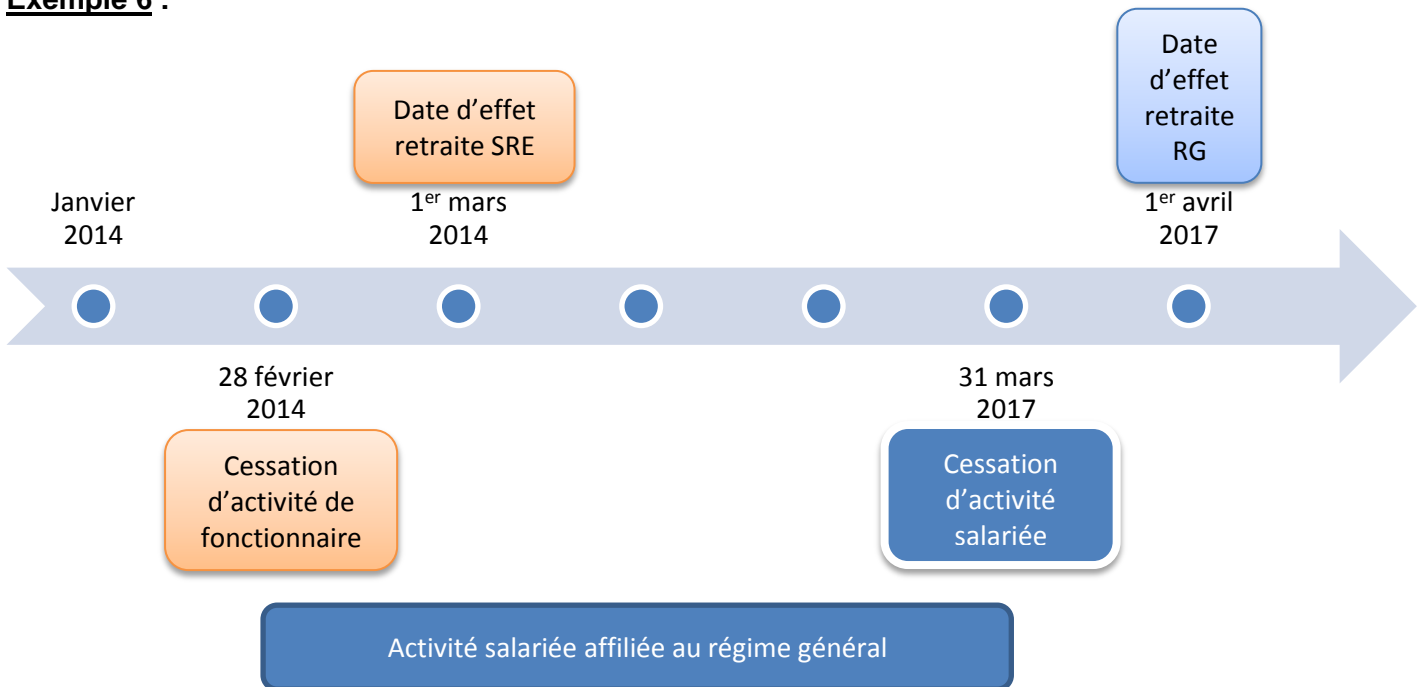 Exemple 6 :
Date
d’effet
retraite
RG
Date d’effet
retraite SRE
Janvier
2014
1er mars
2014
1er avril
2017
28 février
2014
31 mars
2017
Cessation
d’activité de
fonctionnaire
Cessation
d’activité
salariée
Activité salariée affiliée au régime général